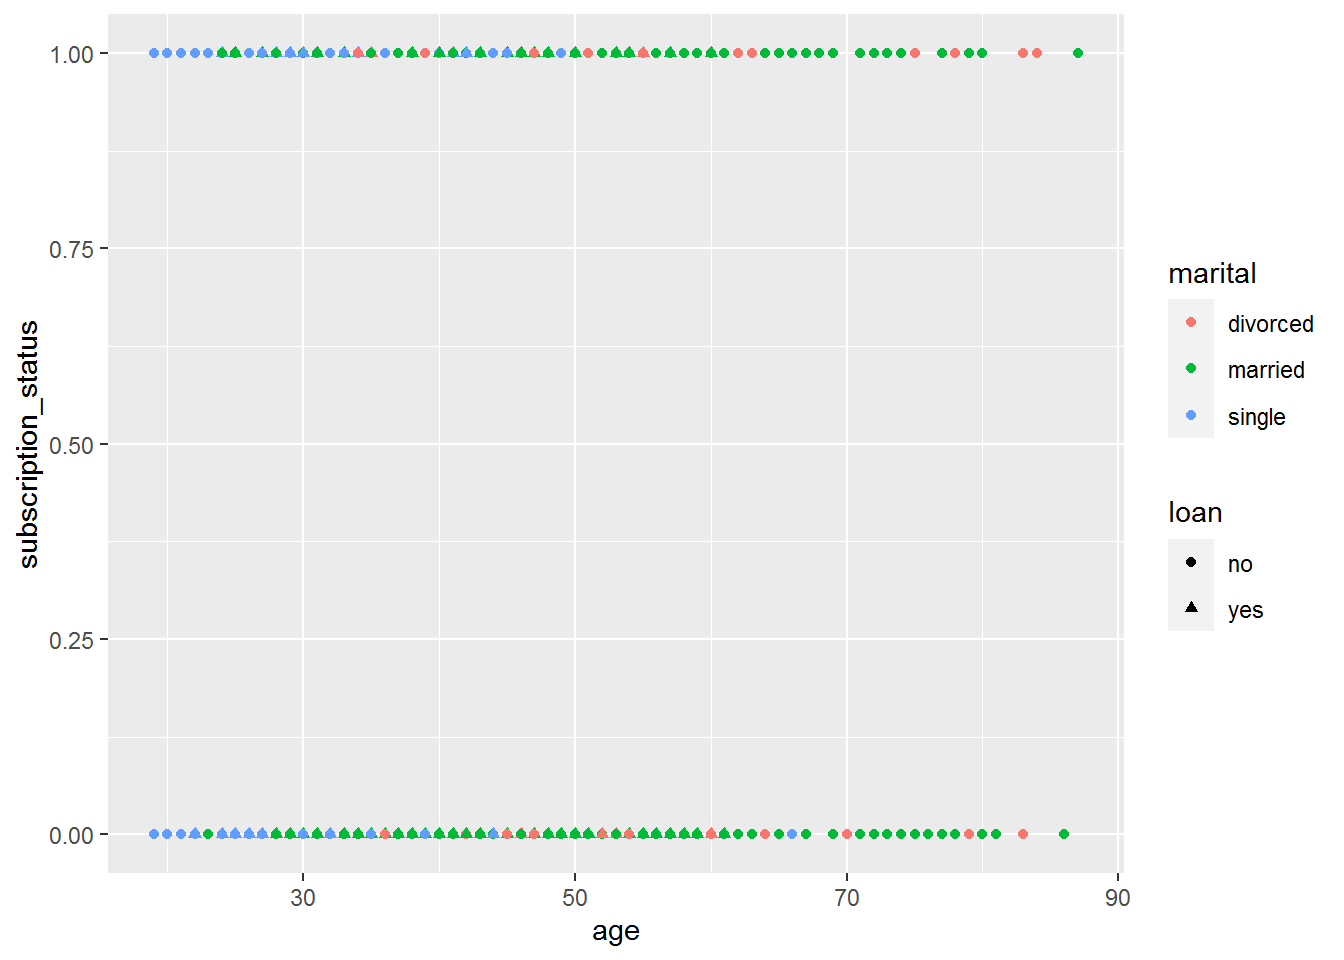 1.00
0.75
0.50
0.25
0.00
subscription_status
30
50
70
90
age
marital
divorced
married
single
loan
no
yes